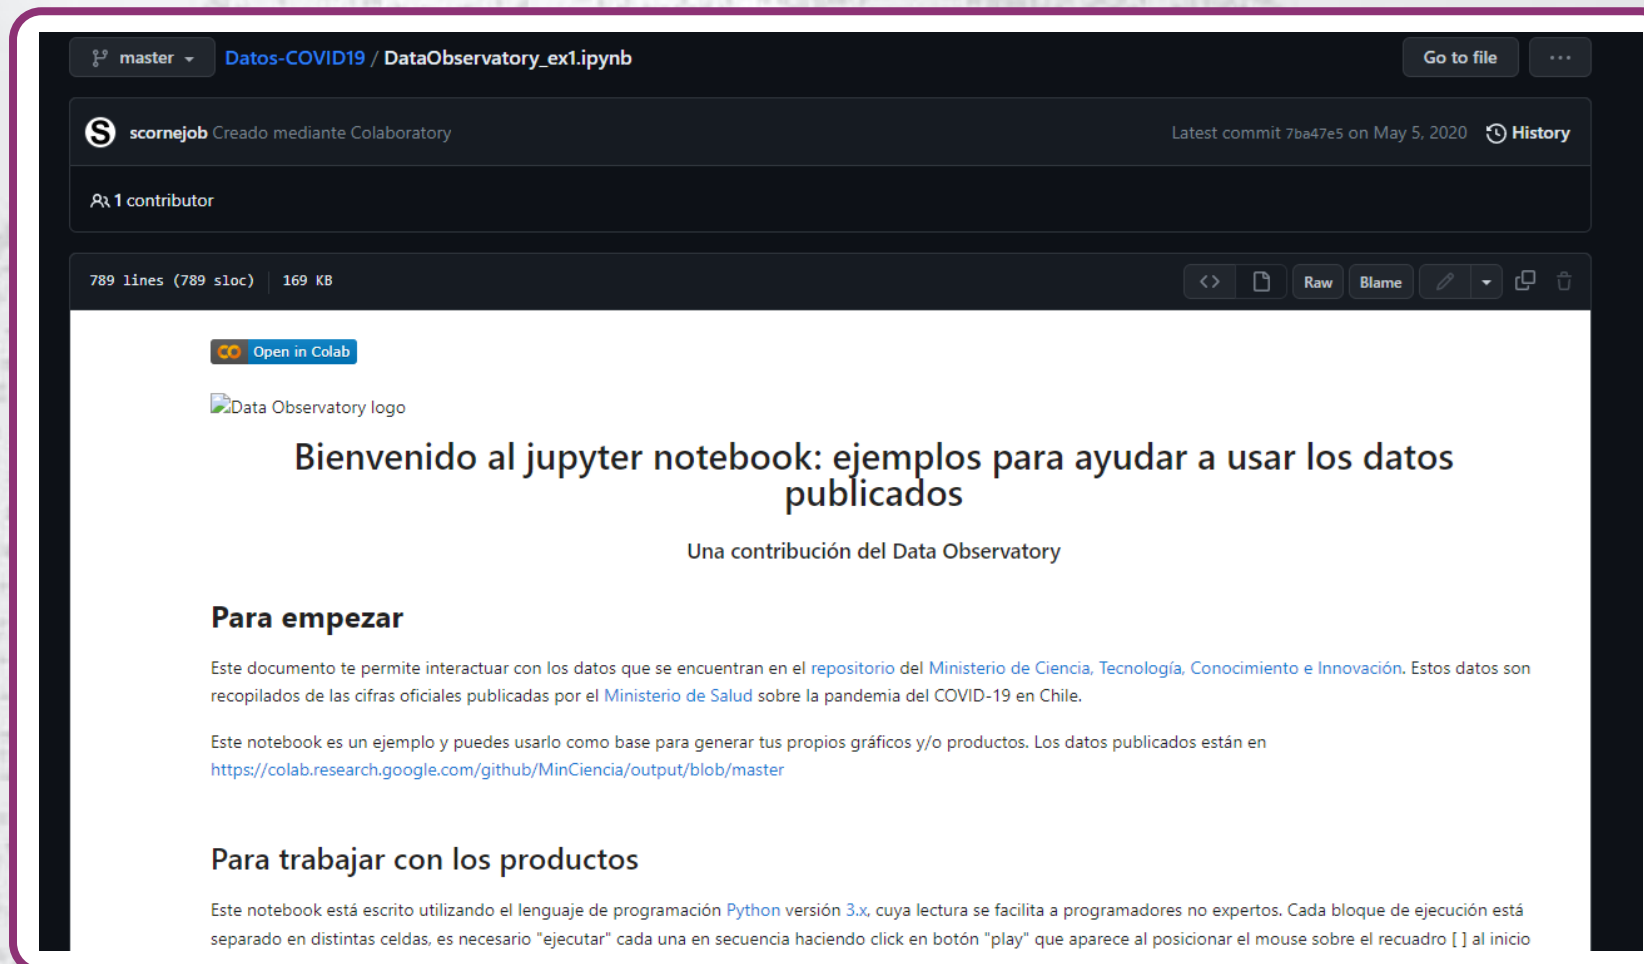 master
Datos-COVID19 / DataObservatory_ex1.ipynb
Go to file
...
scornejob Creado mediante Colaboratory
Latest commit 7ba47e5 on May 5, 2020
History
1 contributor
789 lines (789 sloc) | 169 KB
<>
Raw
Blame
CO Open in Colab
Data Observatory logo
Bienvenido al jupyter notebook: ejemplos para ayudar a usar los datos
publicados
Una contribución del Data Observatory
Para empezar
Este documento te permite interactuar con los datos que se encuentran en el repositorio del Ministerio de Ciencia, Tecnología, Conocimiento e Innovación. Estos datos son
recopilados de las cifras oficiales publicadas por el Ministerio de Salud sobre la pandemia del COVID-19 en Chile.
Este notebook es un ejemplo y puedes usarlo como base para generar tus propios gráficos y/o productos. Los datos publicados están en
https://colab.research.google.com/github/MinCiencia/output/blob/master
Para trabajar con los productos
Este notebook está escrito utilizando el lenguaje de programación Python versión 3.x, cuya lectura se facilita a programadores no expertos. Cada bloque de ejecución está
separado en distintas celdas, es necesario "ejecutar" cada una en secuencia haciendo click en botón "play" que aparece al posicionar el mouse sobre el recuadro [ ] al inicio